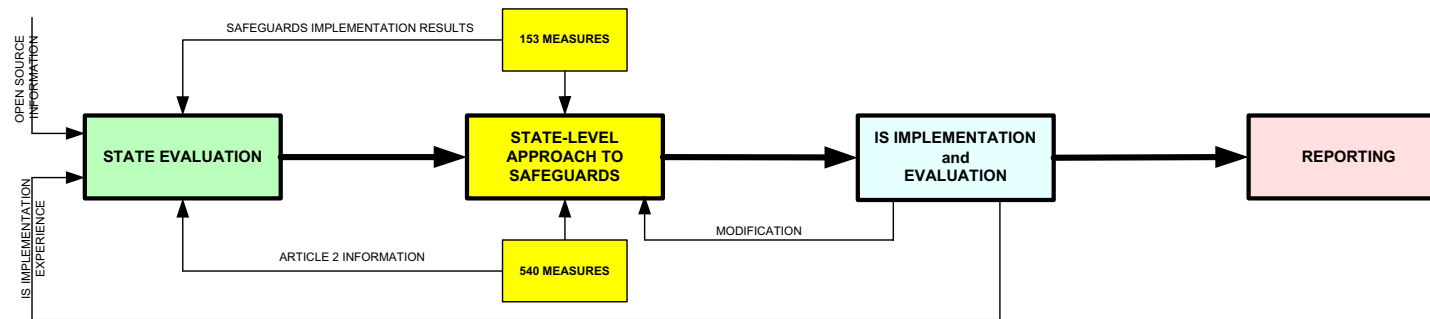 SAFEGUARDS IMPLEMENTATION RESULTS
153 MEASURES
OPEN SOURCE
INFORMATION
STATE EVALUATION
STATE-LEVEL
APPROACH TO
SAFEGUARDS
IS IMPLEMENTATION
and
EVALUATION
REPORTING
IS IMPLEMENTATION
EXPERIENCE
ARTICLE 2 INFORMATION
540 MEASURES
MODIFICATION